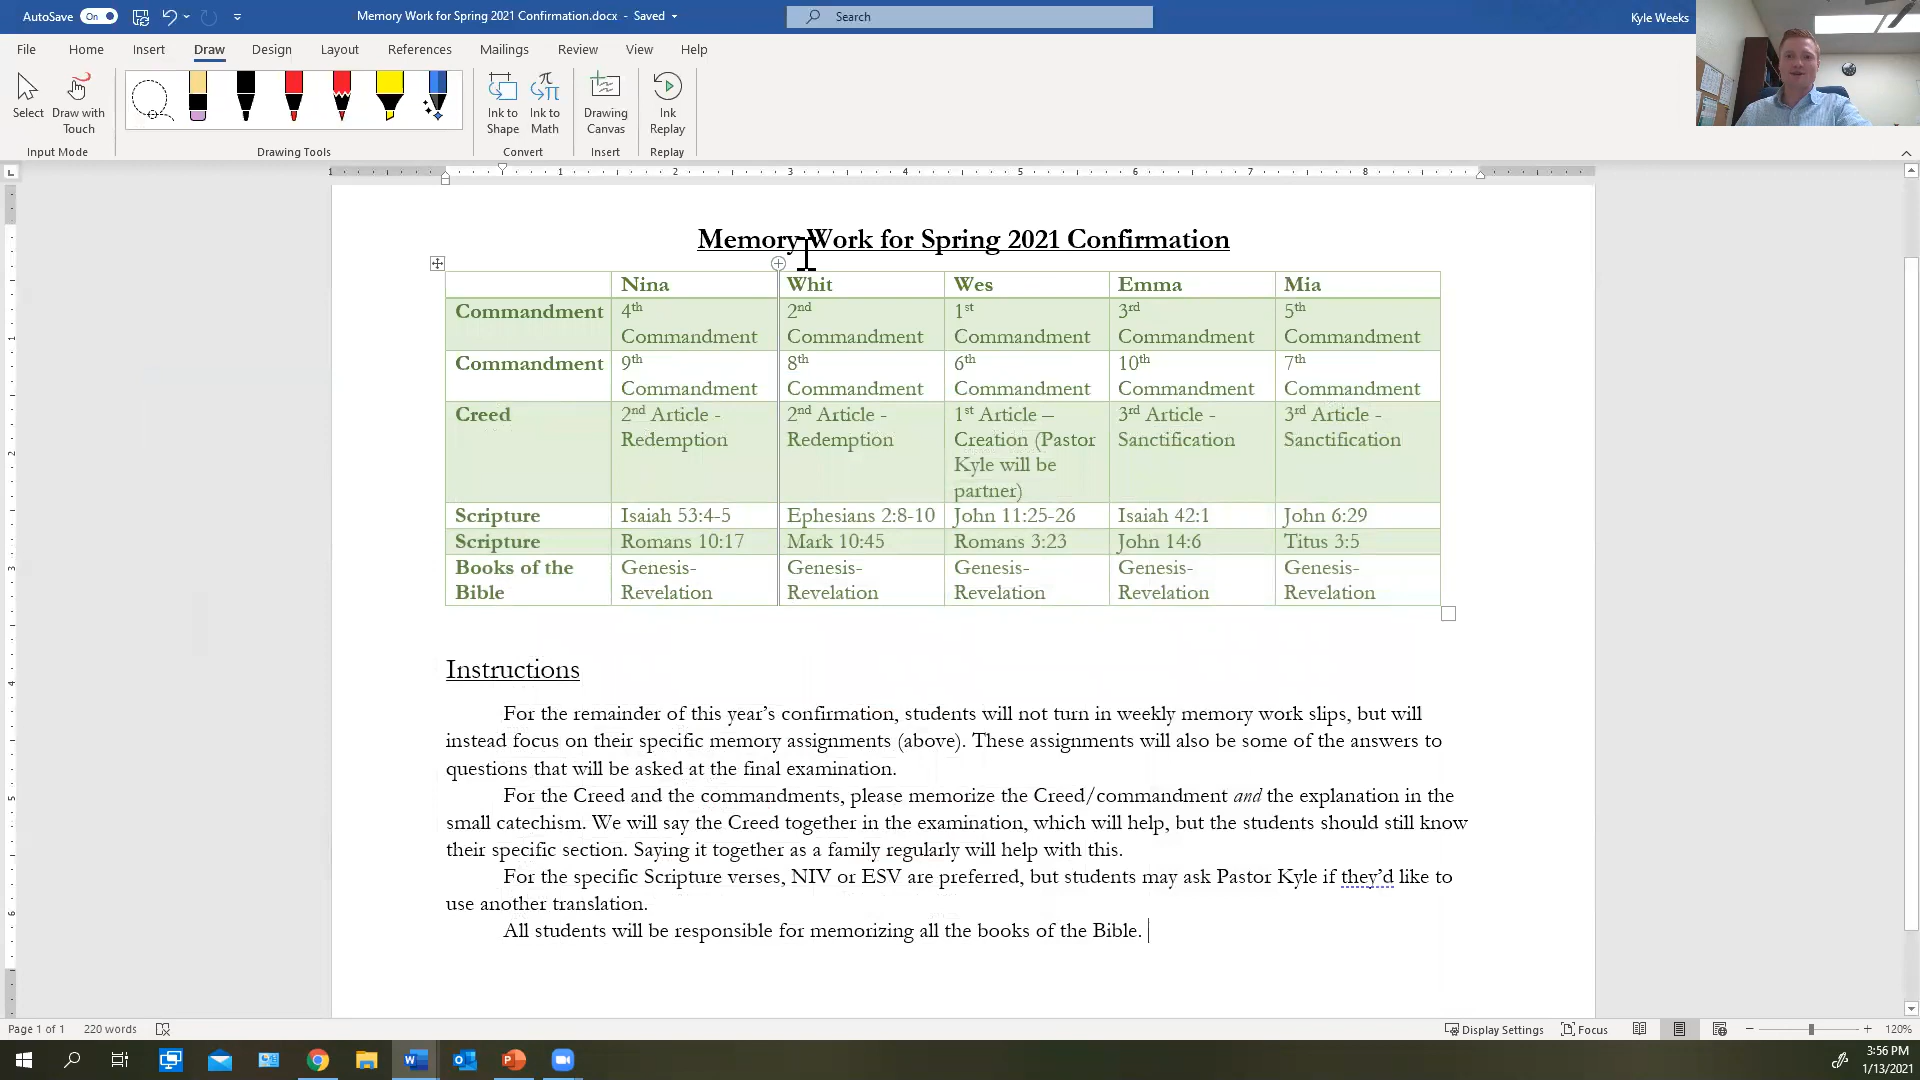 AutoSave On Memory Work for Spring 2021 Confirmation.docx - Saved Search Kyle Weeks
File Home Insert Draw Design Layout References Mailings Review View Help
Select Draw with Touch Ink to Shape Ink to Math Drawing Canvas Ink Replay
Input Mode Drawing Tools Convert Insert Replay
1 1 2 3 4 5 6 7 8
Memory Work for Spring 2021 Confirmation
Nina Whit Wes Emma Mia
Commandment 4th Commandment 2nd Commandment 1st Commandment 3rd Commandment 5th Commandment
Commandment 9th Commandment 8th Commandment 6th Commandment 10th Commandment 7th Commandment
Creed 2nd Article - Redemption 2nd Article - Redemption 1st Article – Creation (Pastor Kyle will be partner) 3rd Article - Sanctification 3rd Article - Sanctification
Scripture Isaiah 53:4-5 Ephesians 2:8-10 John 11:25-26 Isaiah 42:1 John 6:29
Scripture Romans 10:17 Mark 10:45 Romans 3:23 John 14:6 Titus 3:5
Books of the Bible Genesis-Revelation Genesis-Revelation Genesis-Revelation Genesis-Revelation Genesis-Revelation
Instructions
For the remainder of this year’s confirmation, students will not turn in weekly memory work slips, but will
instead focus on their specific memory assignments (above). These assignments will also be some of the answers to
questions that will be asked at the final examination.
For the Creed and the commandments, please memorize the Creed/commandment and the explanation in the
small catechism. We will say the Creed together in the examination, which will help, but the students should still know
their specific section. Saying it together as a family regularly will help with this.
For the specific Scripture verses, NIV or ESV are preferred, but students may ask Pastor Kyle if they’d like to
use another translation.
All students will be responsible for memorizing all the books of the Bible.
Page 1 of 1 220 words Display Settings Focus 120%
3:56 PM
1/13/2021